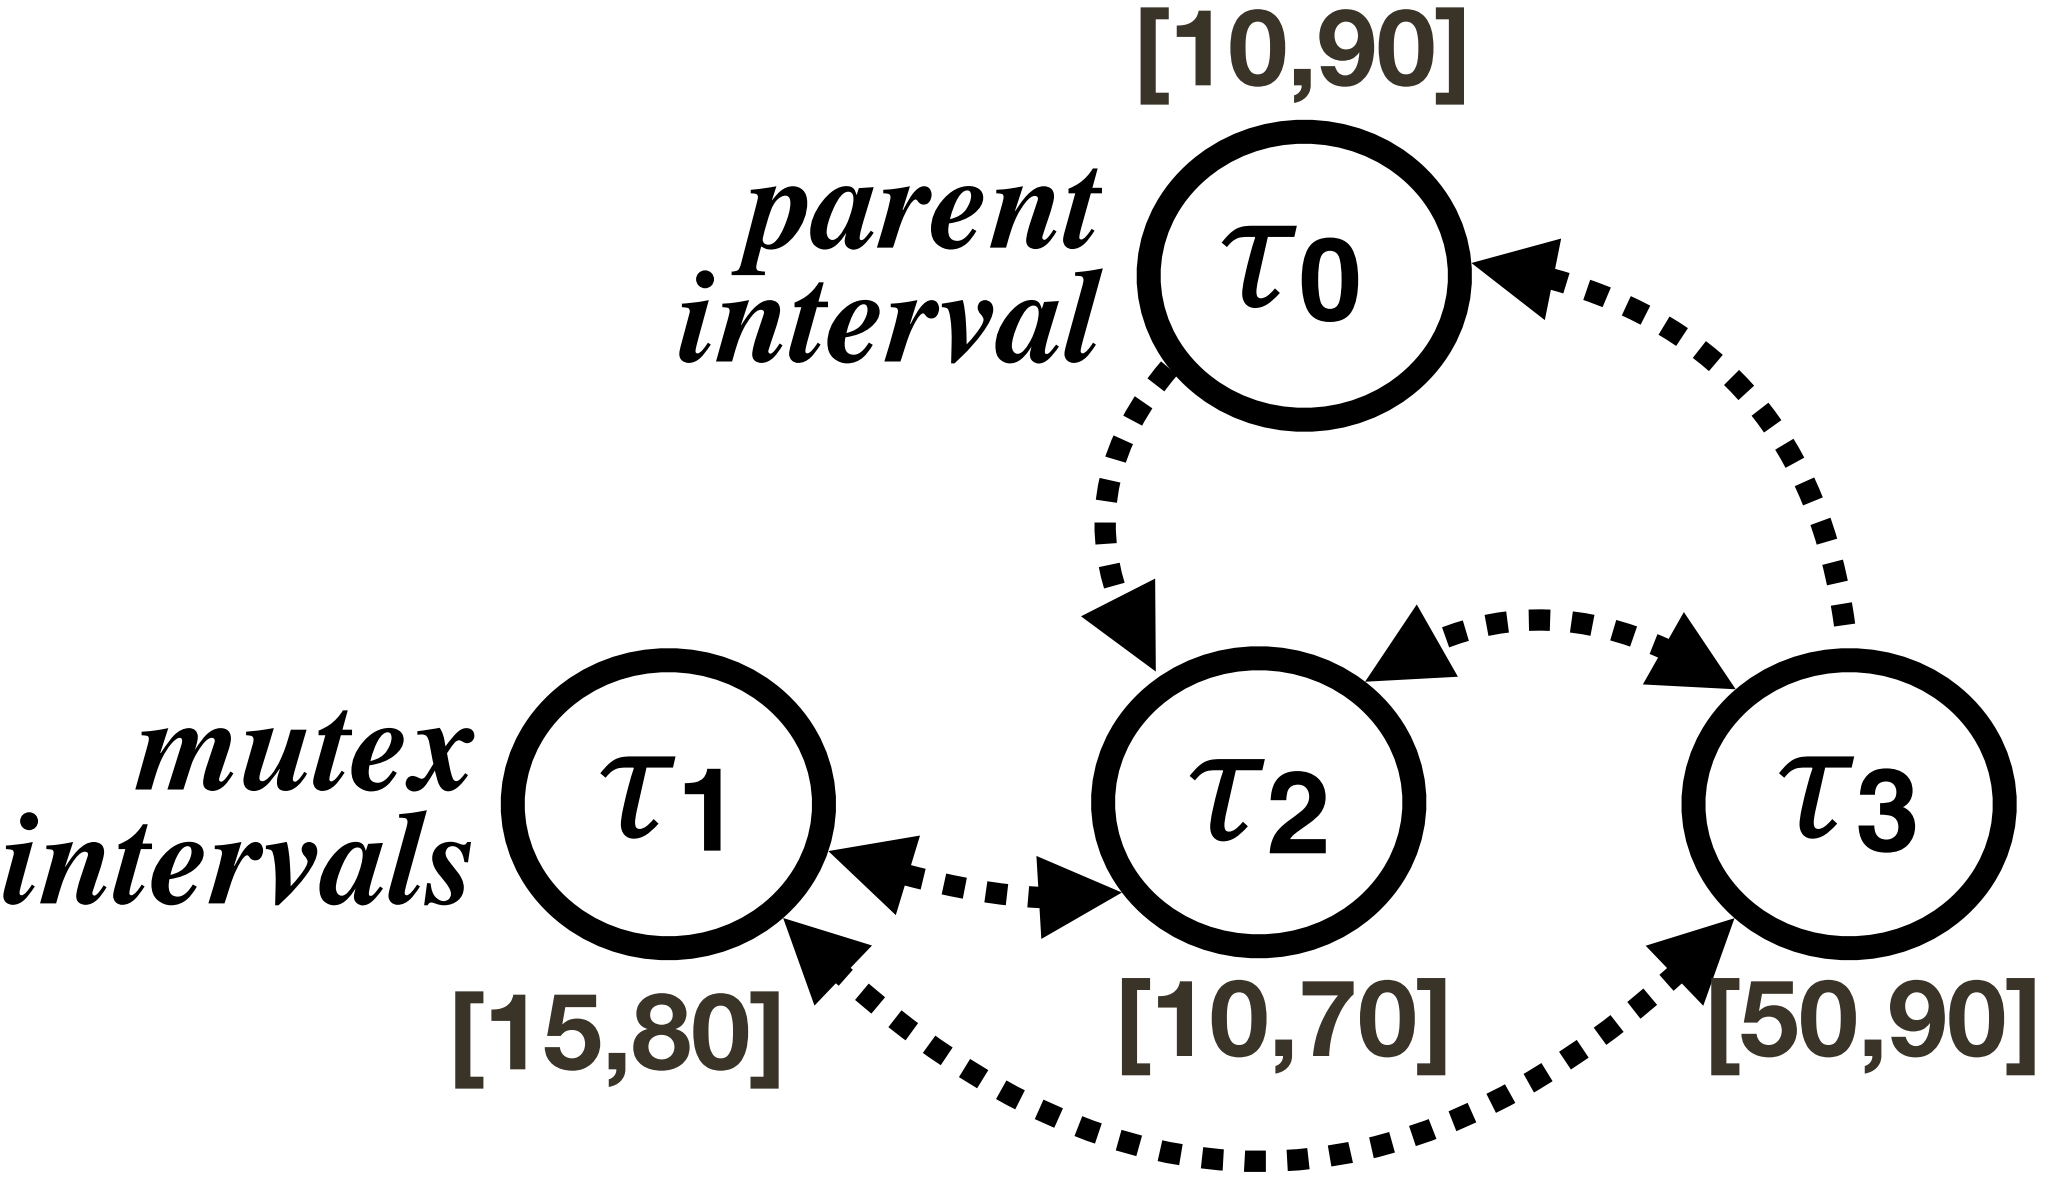 [10,90]
parent
interval
τ0
mutex
intervals
τ1
τ2
τ3
[15,80]
[10,70]
[50,90]